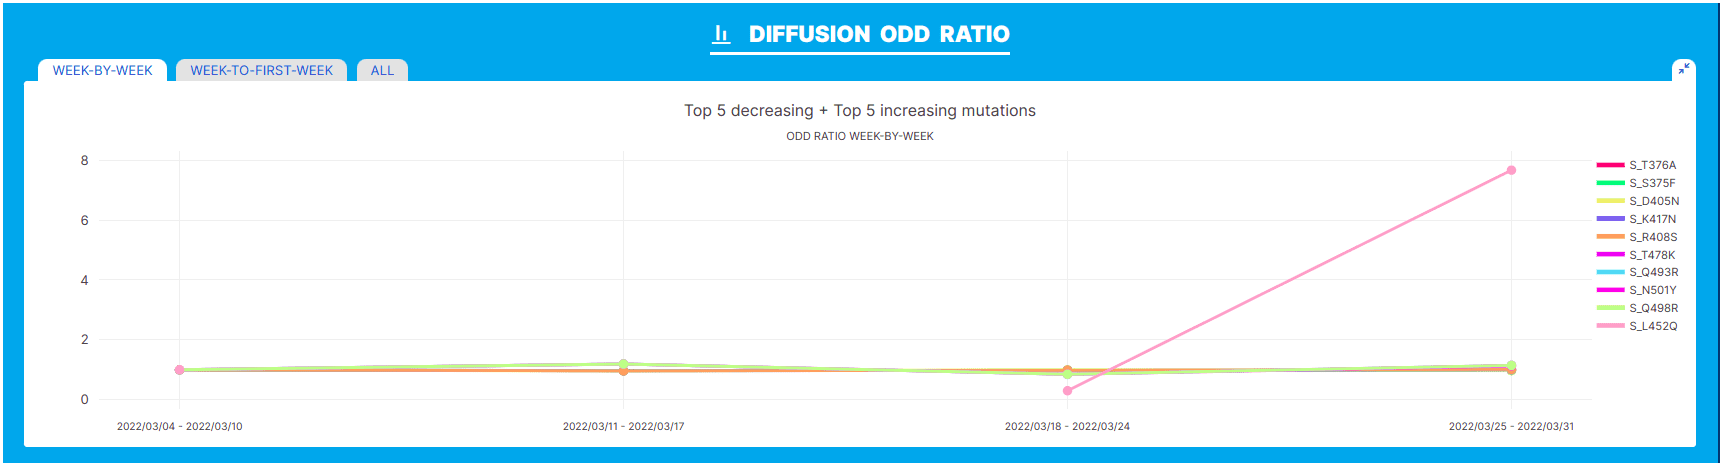 DIFFUSION ODD RATIO
WEEK-BY-WEEK WEEK-TO-FIRST-WEEK ALL
Top 5 decreasing + Top 5 increasing mutations
ODD RATIO WEEK-BY-WEEK
8
6
4
2
0
2022/03/04 - 2022/03/10 2022/03/11 - 2022/03/17 2022/03/18 - 2022/03/24 2022/03/25 - 2022/03/31
S_T376A
S_S375F
S_D405N
S_K417N
S_R408S
S_T478K
S_Q493R
S_N501Y
S_Q498R
S_L452Q